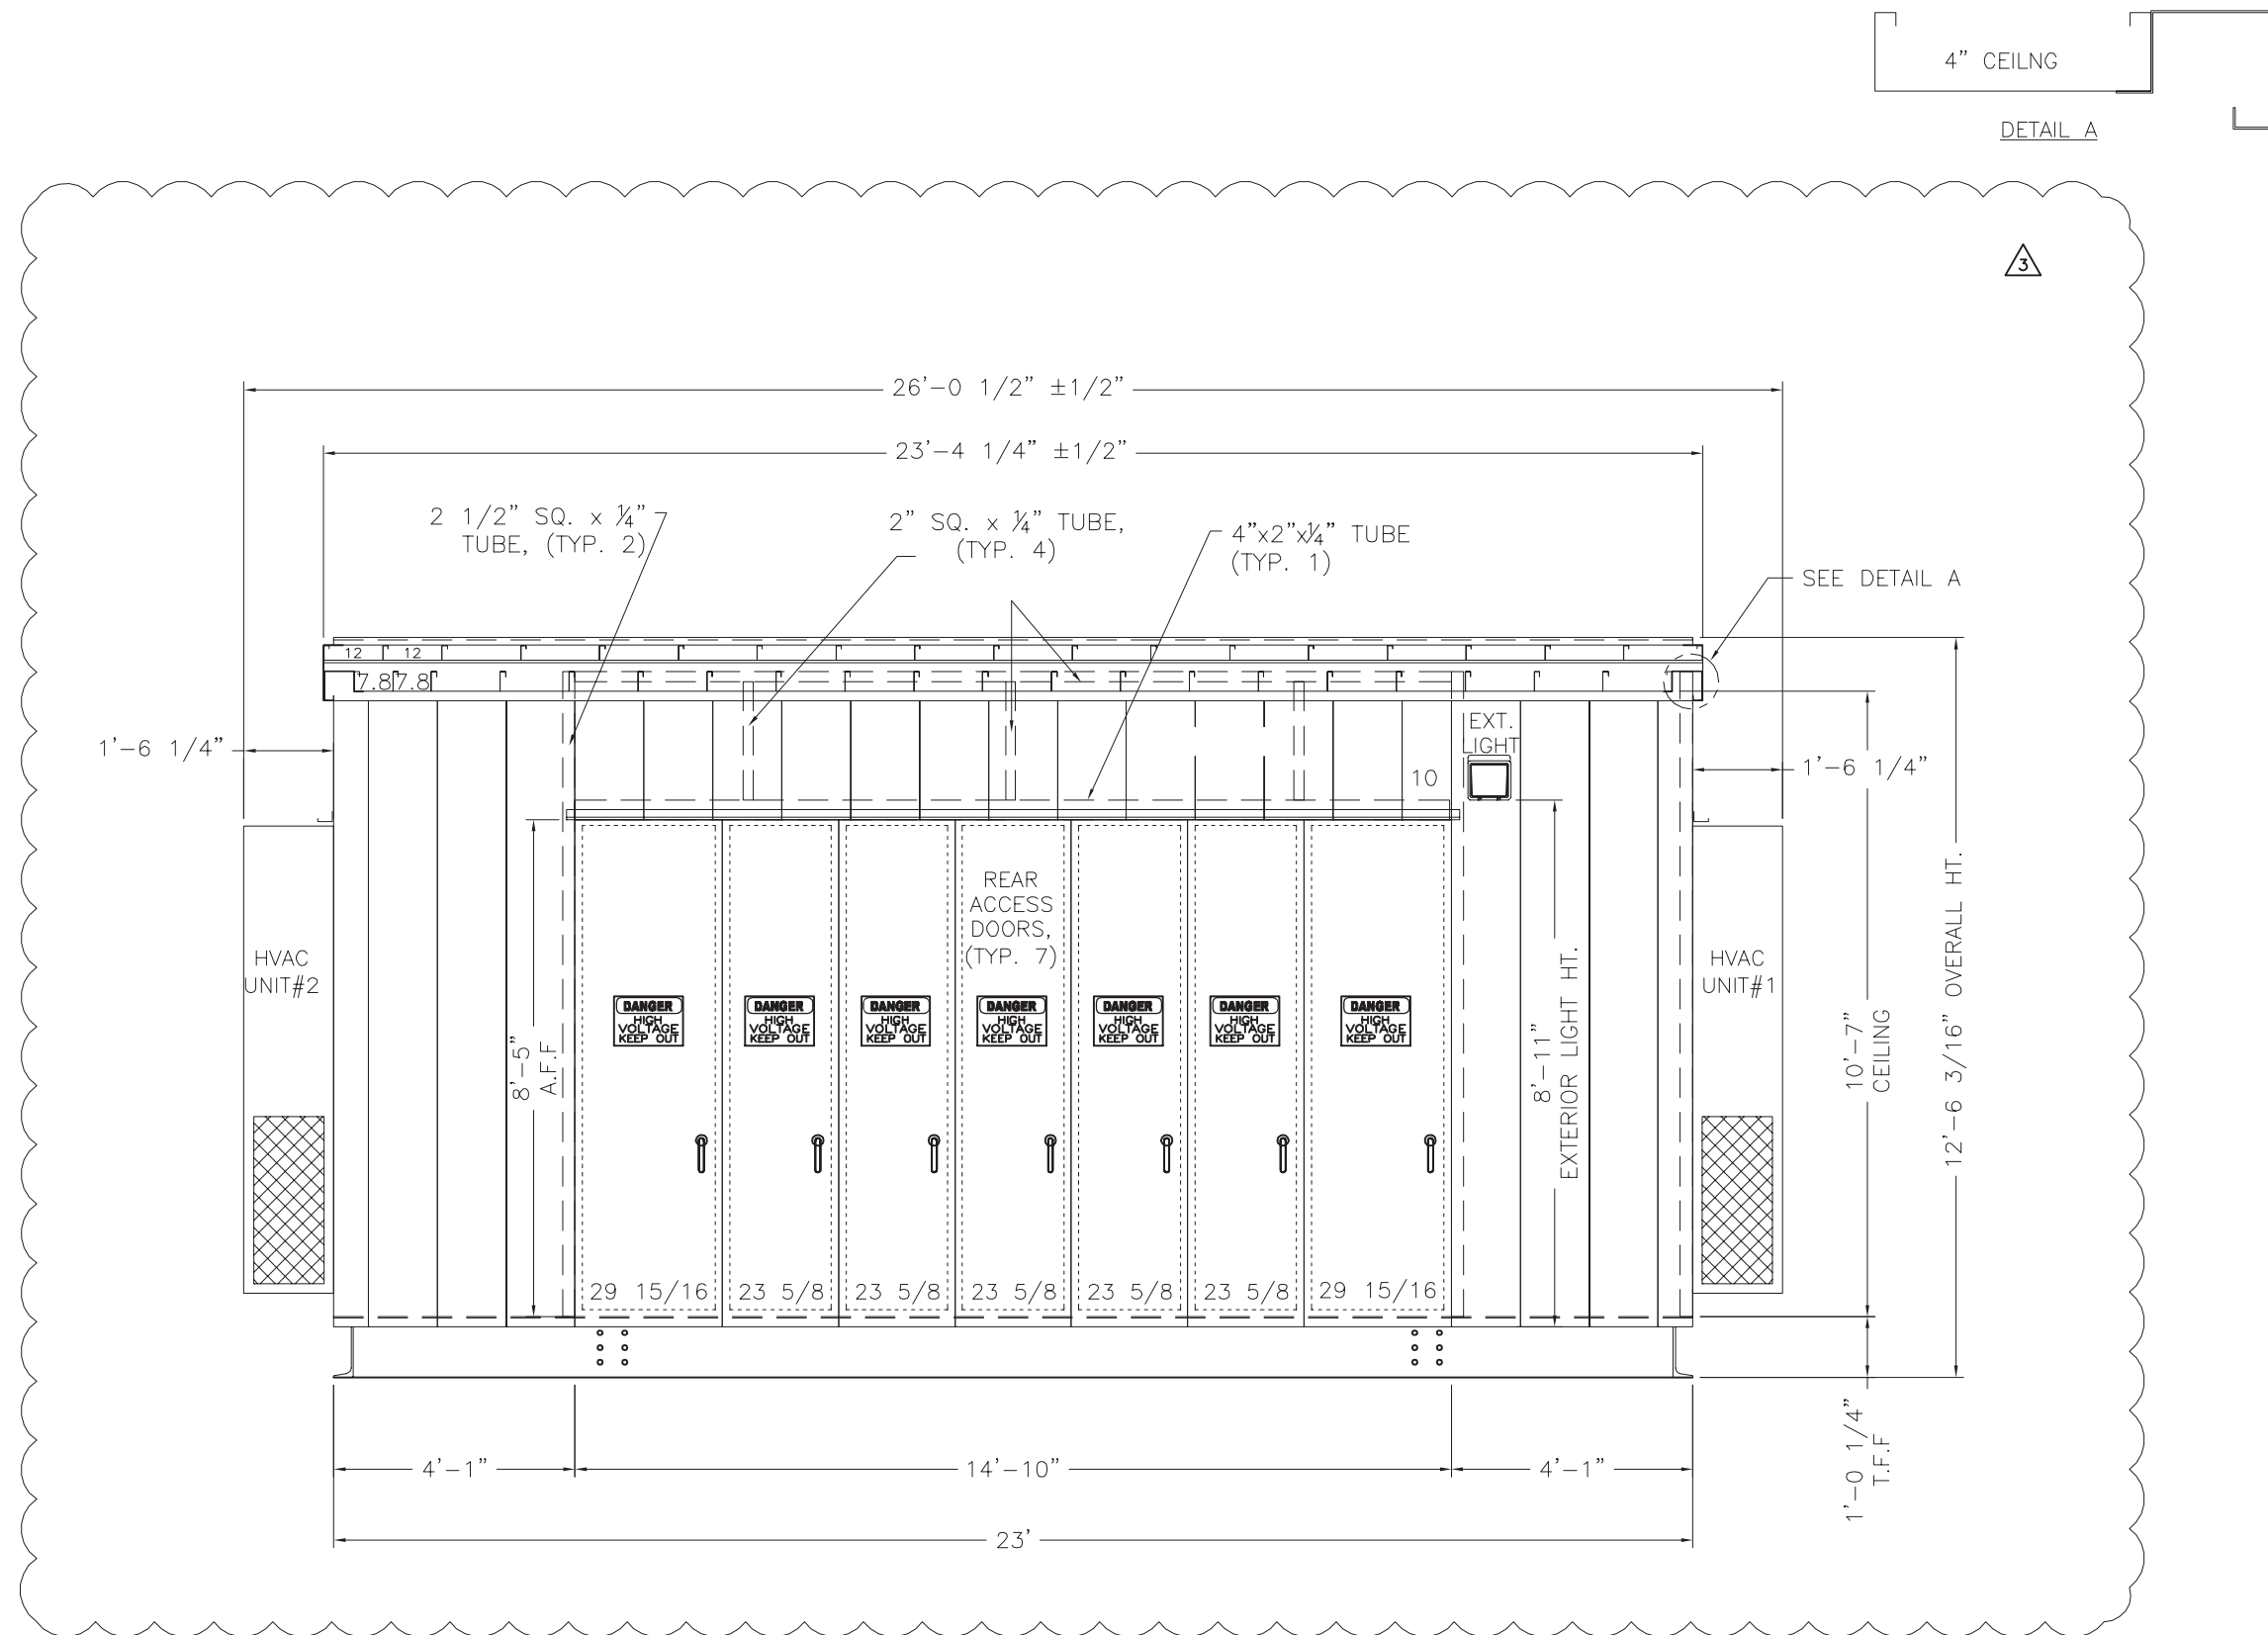 4” CEILNG
DETAIL A
3
26’-0 1/2” ±1/2”
23’-4 1/4” ±1/2”
2 1/2” SQ. x ¼”
TUBE, (TYP. 2)
2” SQ. x ¼” TUBE,
(TYP. 4)
4”x2”x¼” TUBE
(TYP. 1)
SEE DETAIL A
12 12
7.8 7.8
1’-6 1/4”
EXT.
LIGHT
10
1’-6 1/4”
REAR
ACCESS
DOORS,
(TYP. 7)
HVAC
UNIT#2
HVAC
UNIT#1
DANGER
HIGH
VOLTAGE
KEEP OUT
DANGER
HIGH
VOLTAGE
KEEP OUT
DANGER
HIGH
VOLTAGE
KEEP OUT
DANGER
HIGH
VOLTAGE
KEEP OUT
DANGER
HIGH
VOLTAGE
KEEP OUT
DANGER
HIGH
VOLTAGE
KEEP OUT
DANGER
HIGH
VOLTAGE
KEEP OUT
8’-5”
A.F.F
8’-11”
EXTERIOR LIGHT HT.
10’-7”
CEILING
12’-6 3/16” OVERALL HT.
29 15/16 23 5/8 23 5/8 23 5/8 23 5/8 23 5/8 29 15/16
1’-0 1/4”
T.F.F
4’-1” 14’-10” 4’-1”
23’